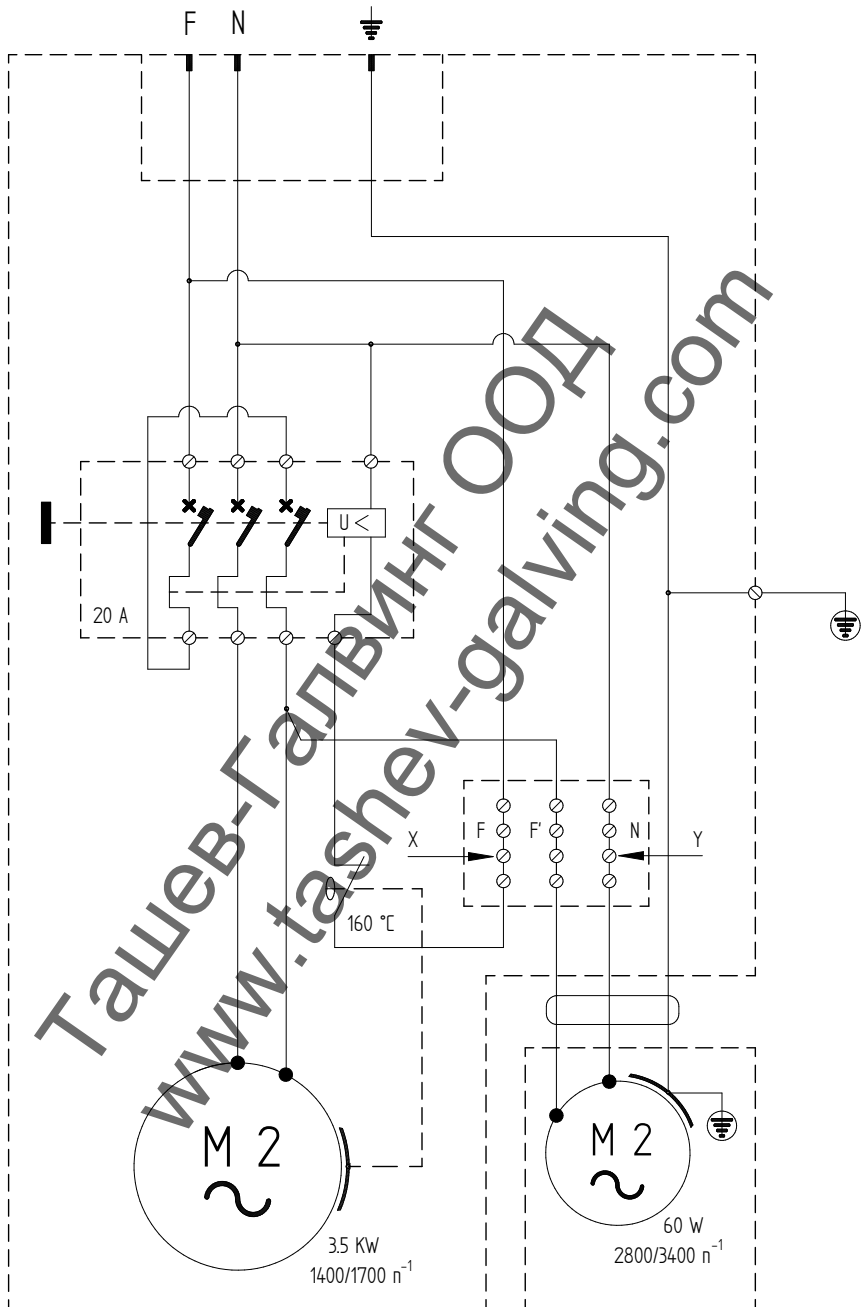 F N
U<
20 A
X F F' N Y
160 °C
M 2
3.5 KW
1400/1700 n⁻¹
M 2
60 W
2800/3400 n⁻¹
Ташев-Галвинг ООД
www.tashev-galving.com